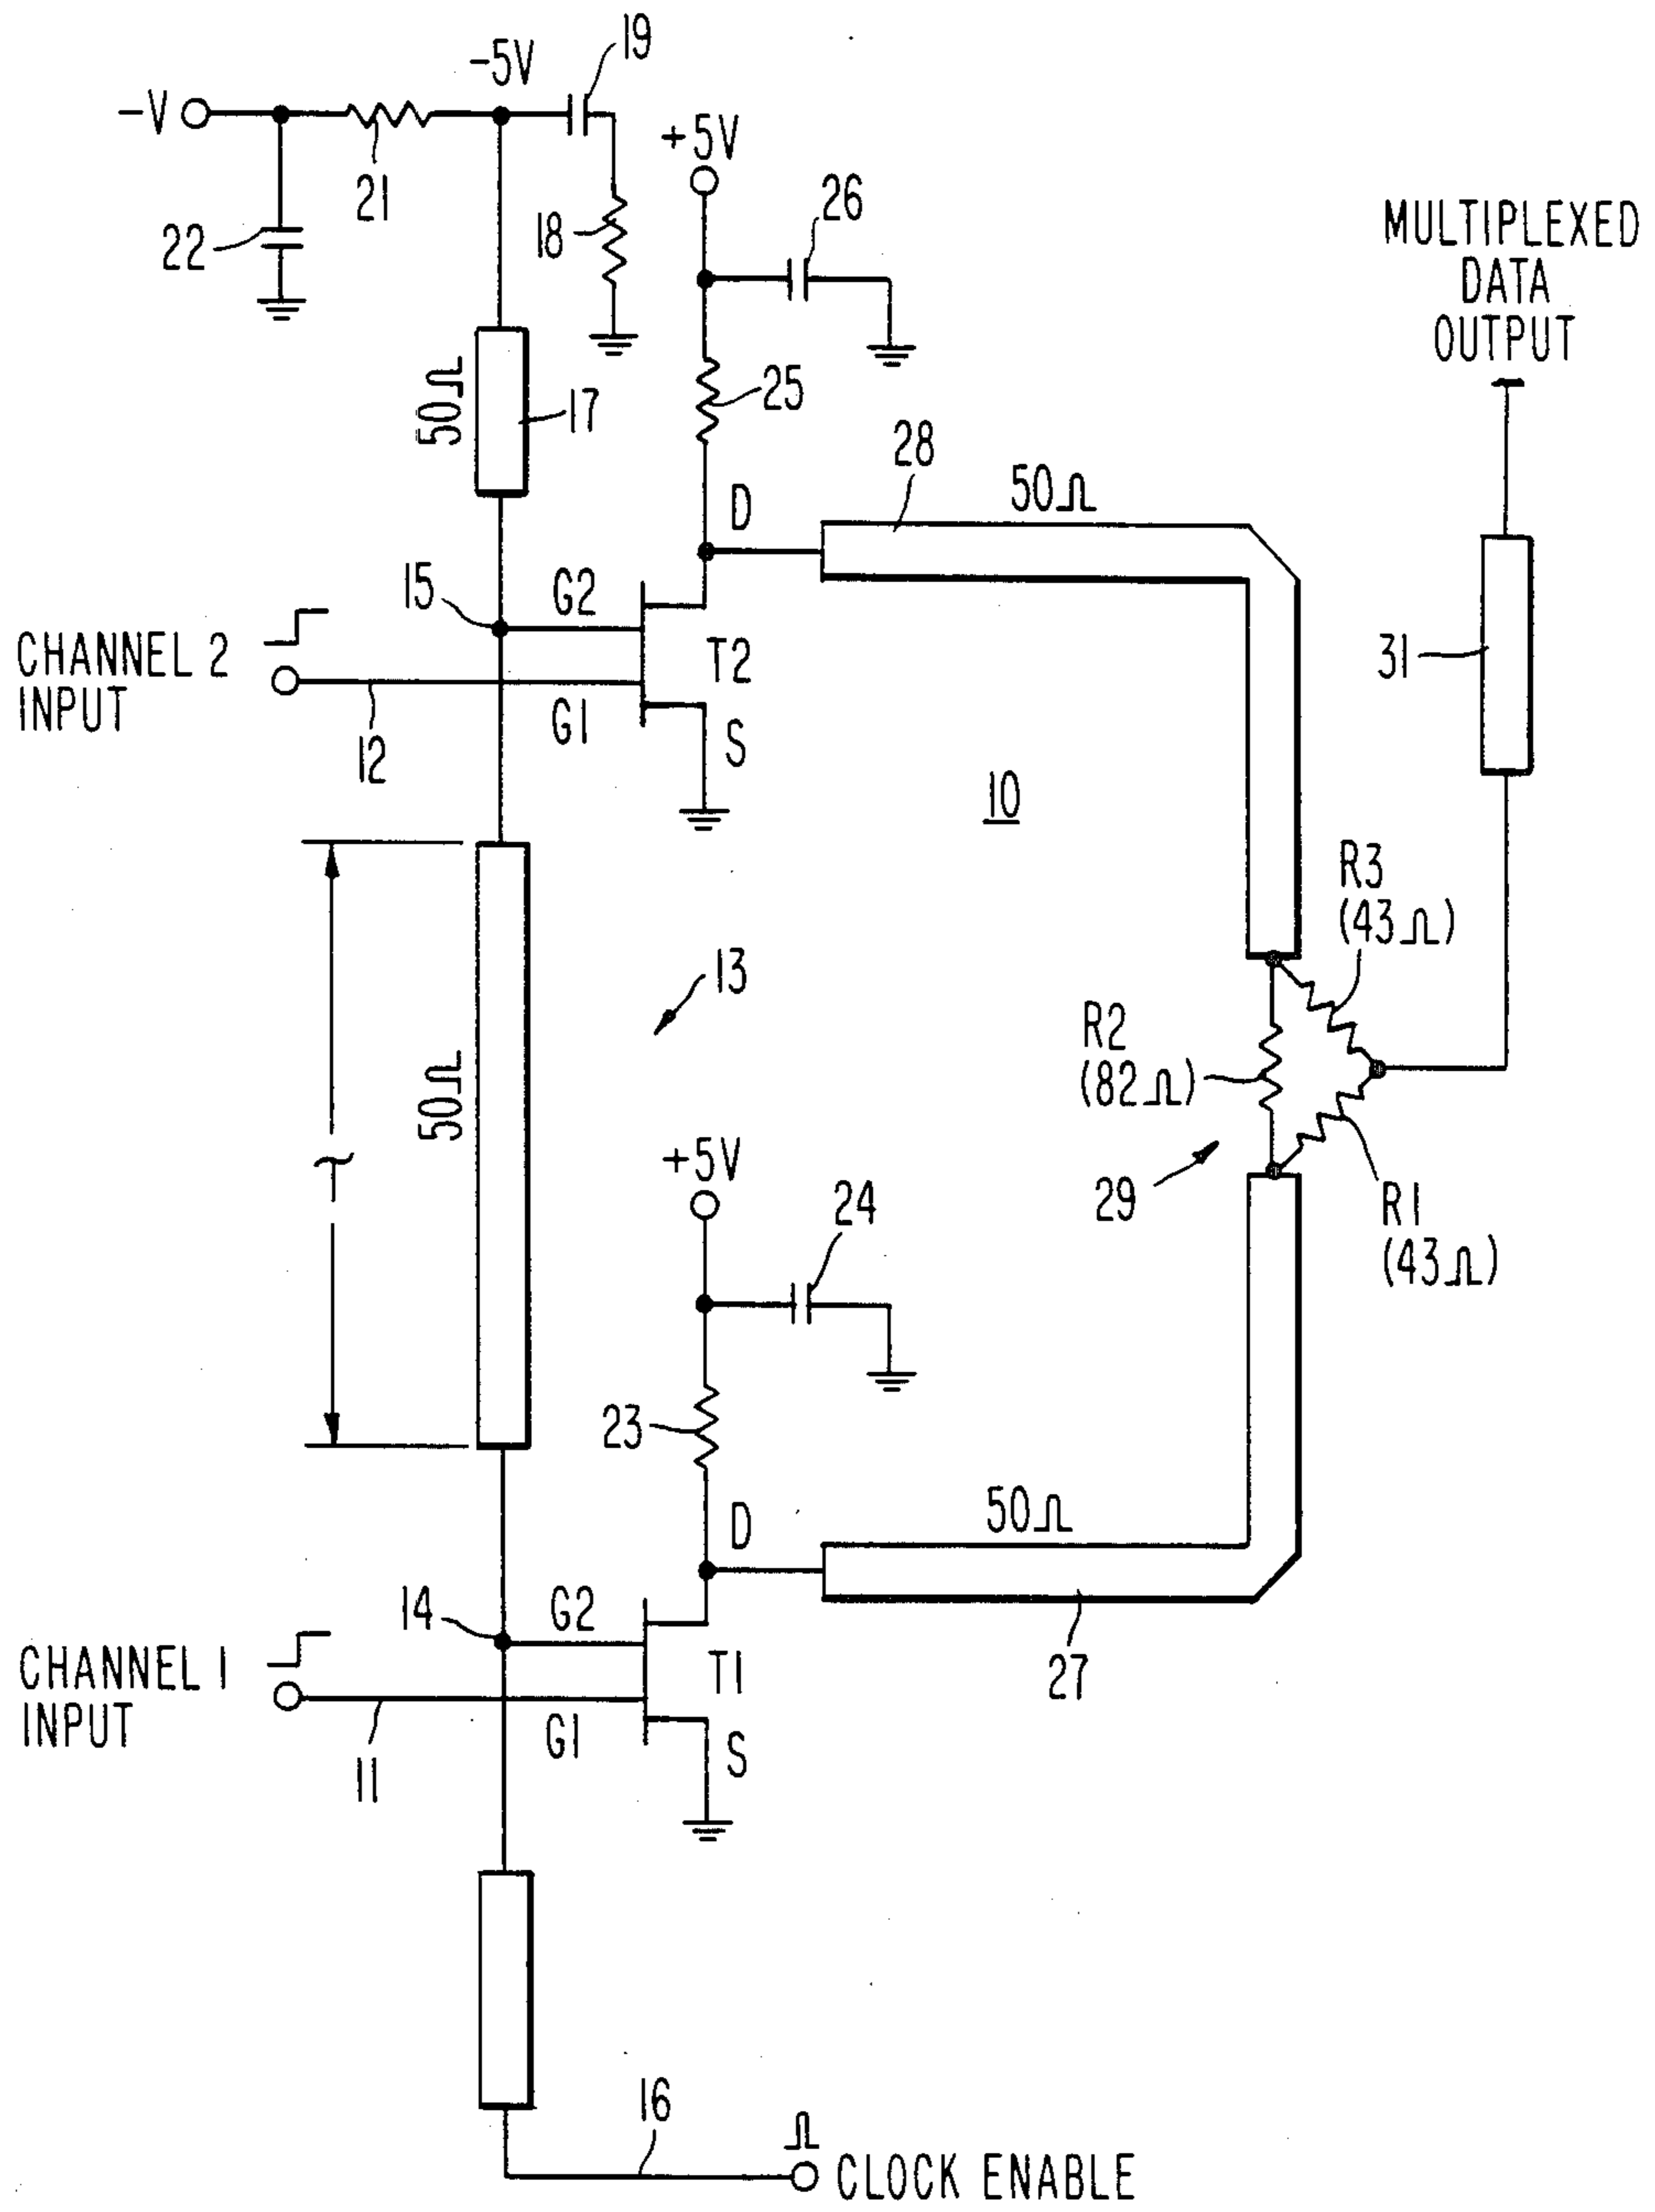 19
-5V
-V
+5V
21
26
22
18
MULTIPLEXED
DATA
OUTPUT
50Ω
17
25
28
50Ω
D
15
G2
CHANNEL 2
INPUT
T2
31
G1
12
S
10
R3
(43Ω)
13
R2
(82Ω)
50Ω
+5V
29
24
R1
(43Ω)
23
D
50Ω
14
G2
CHANNEL 1
INPUT
T1
27
G1
11
S
16
CLOCK ENABLE